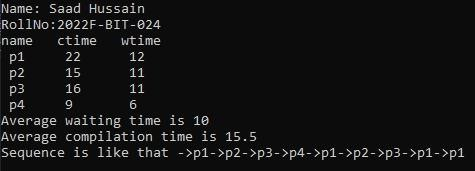 Name: Saad Hussain
RollNo:2022F-BIT-024
name ctime wtime
p1 22 12
p2 15 11
p3 16 11
p4 9 6
Average waiting time is 10
Average compilation time is 15.5
Sequence is like that ->p1->p2->p3->p4->p1->p2->p3->p1->p1